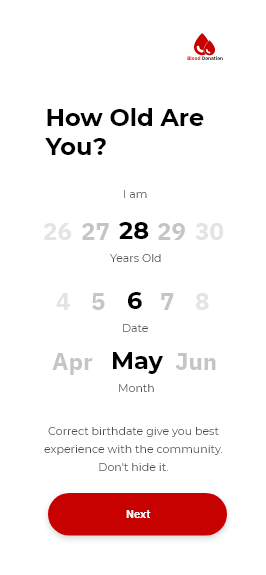 Blood Donation
How Old Are
You?
I am
26 27 28 29 30
Years Old
4 5 6 7 8
Date
Apr May Jun
Month
Correct birthdate give you best
experience with the community.
Don't hide it.
Next